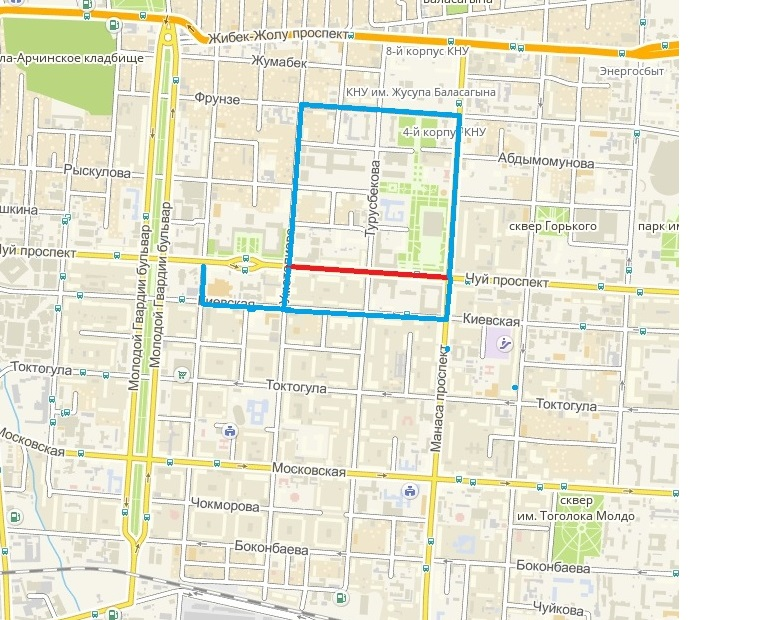 Баласагына
Жибек-Жолу проспект
8-й корпус КНУ
ла-Арчинское кладбище
Жумабек
Энергосбыт
Фрунзе
КНУ им. Жусупа Баласагына
4-й корпус КНУ
Абдымомунова
Рыскулова
Турусбекова
шкина
сквер Горького
парк им
Молодой Гвардии бульвар
Молодой Гвардии бульвар
Чуй проспект
Чуй проспект
Киевская
Киевская
Токтогула
Токтогула
Токтогула
Манаса проспект
Московская
Московская
Чокморова
сквер
им. Тоголока Молдо
Боконбаева
Боконбаева
Чуйкова